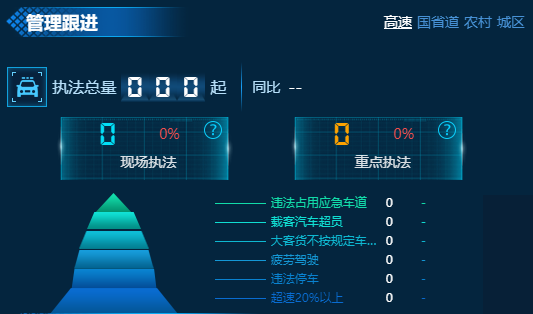 管理跟进
高速 国省道 农村 城区
执法总量 000 起 同比 --
0 0% ?
现场执法
0 0% ?
重点执法
违法占用应急车道 0 -
载客汽车超员 0 -
大客货不按规定车... 0 -
疲劳驾驶 0 -
违法停车 0 -
超速20%以上 0 -